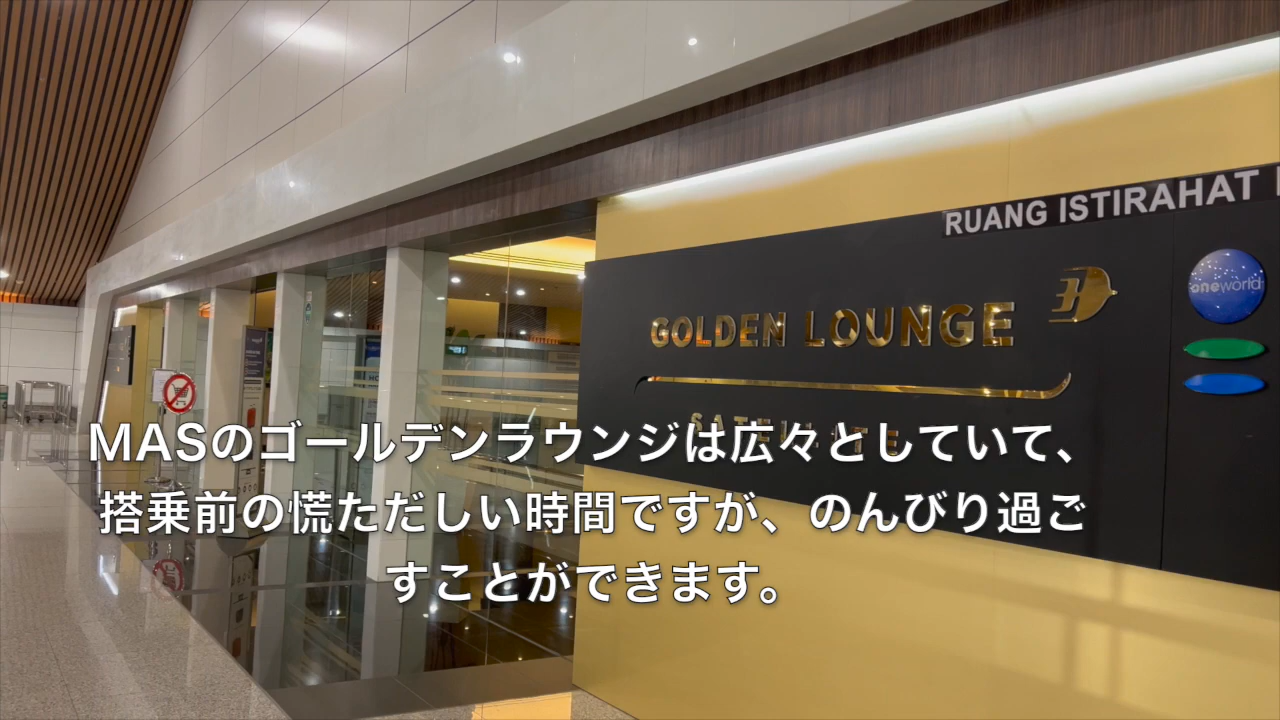 RUANG ISTIRAHAT
oneworld
GOLDEN LOUNGE
SATELLITE
MASのゴールデンラウンジは広々としていて、
搭乗前の慌ただしい時間ですが、のんびり過ご
すことができます。